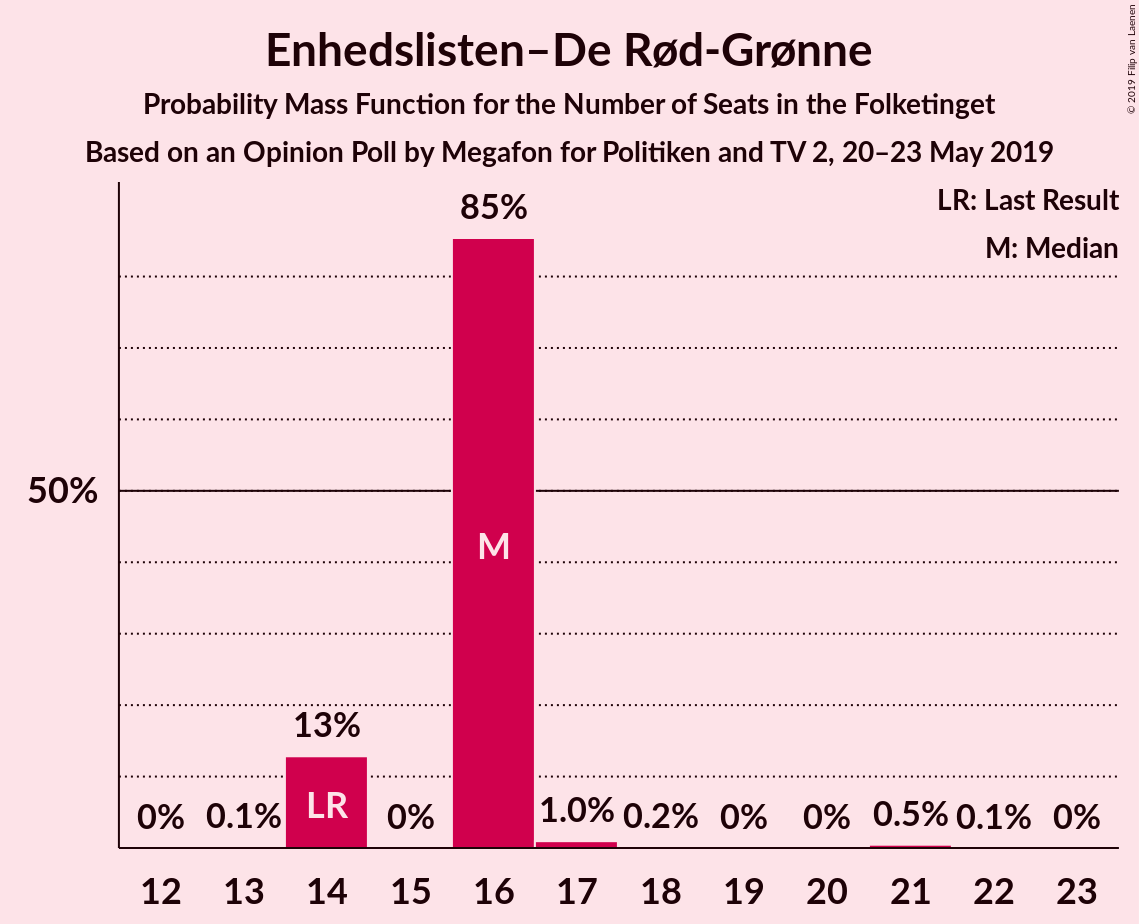 Enhedslisten–De Rød-Grønne
Probability Mass Function for the Number of Seats in the Folketinget
Based on an Opinion Poll by Megafon for Politiken and TV 2, 20–23 May 2019
© 2019 Filip van Laenen
LR: Last Result
M: Median
85%
50%
M
13%
LR
0% 0.1% 0% 1.0% 0.2% 0% 0% 0.5% 0.1% 0%
12 13 14 15 16 17 18 19 20 21 22 23